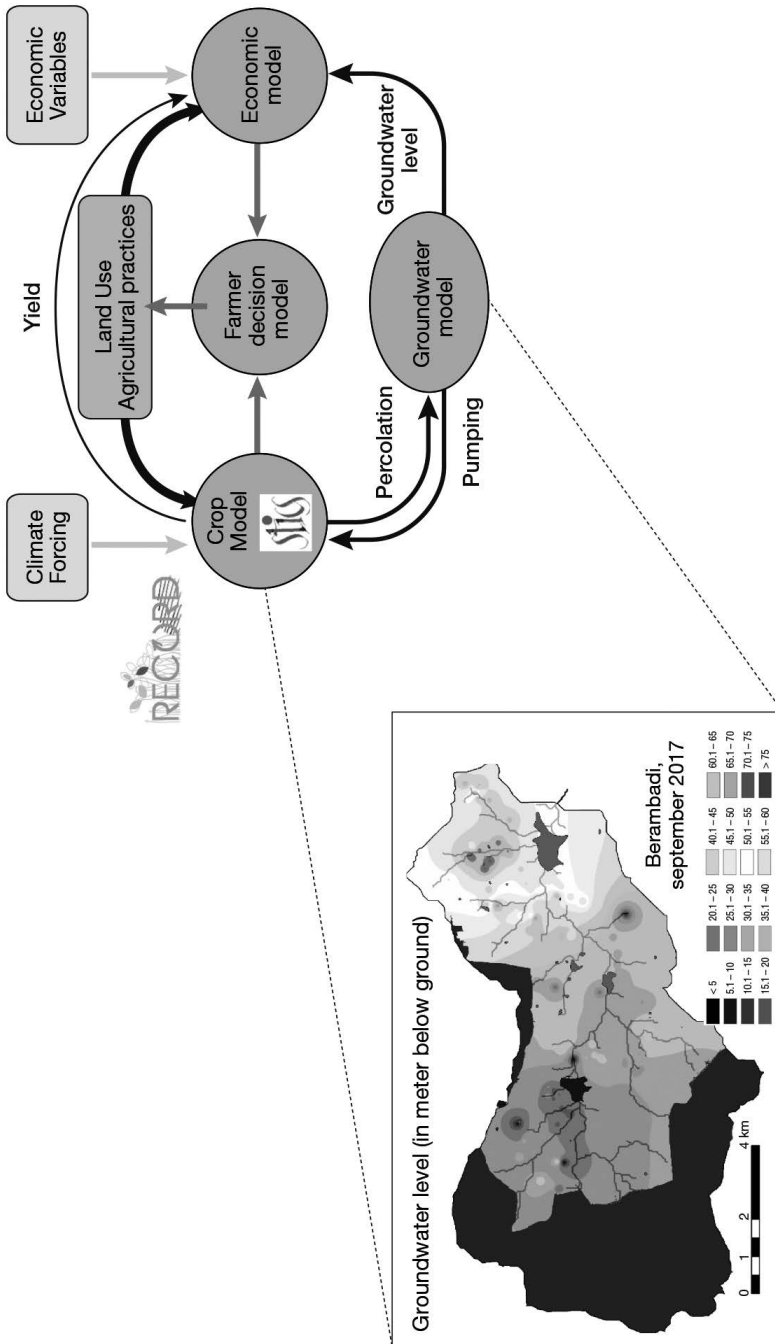 RECORD
Climate
Forcing
Economic
Variables
Yield
Land Use
Agricultural practices
Crop
Model
STICS
Farmer
decision
model
Economic
model
Percolation
Pumping
Groundwater
model
Groundwater
level
Groundwater level (in meter below ground)
Berambadi,
september 2017
0 1 2 4 km
< 5
5.1 – 10
10.1 – 15
15.1 – 20
20.1 – 25
25.1 – 30
30.1 – 35
35.1 – 40
40.1 – 45
45.1 – 50
50.1 – 55
55.1 – 60
60.1 – 65
65.1 – 70
70.1 – 75
> 75